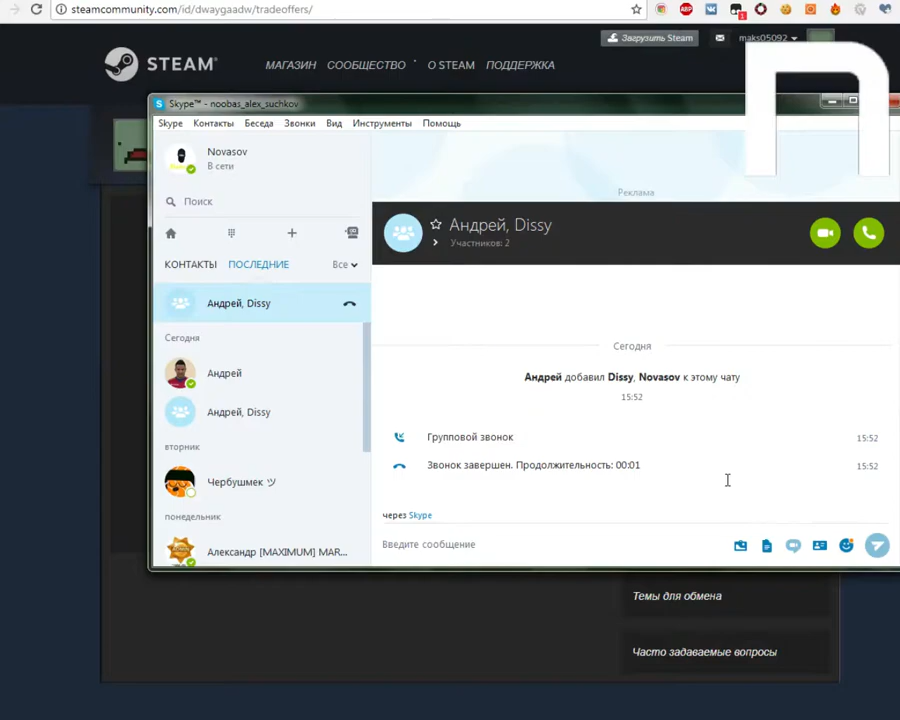 steamcommunity.com/id/dwaygaadw/tradeoffers/
ABP
1
Загрузить Steam
maks05092
STEAM
МАГАЗИН СООБЩЕСТВО О STEAM ПОДДЕРЖКА
Skype™ - noobas_alex_suchkov
Skype Контакты Беседа Звонки Вид Инструменты Помощь
Novasov
В сети
Реклама
Поиск
Андрей, Dissy
Участников: 2
КОНТАКТЫ ПОСЛЕДНИЕ Все
Андрей, Dissy
Сегодня
Андрей
Андрей, Dissy
вторник
Чербушмек ツ
понедельник
Александр [MAXIMUM] MAR...
Сегодня
Андрей добавил Dissy, Novasov к этому чату
15:52
Групповой звонок 15:52
Звонок завершен. Продолжительность: 00:01 15:52
через Skype
Введите сообщение
Темы для обмена
Часто задаваемые вопросы